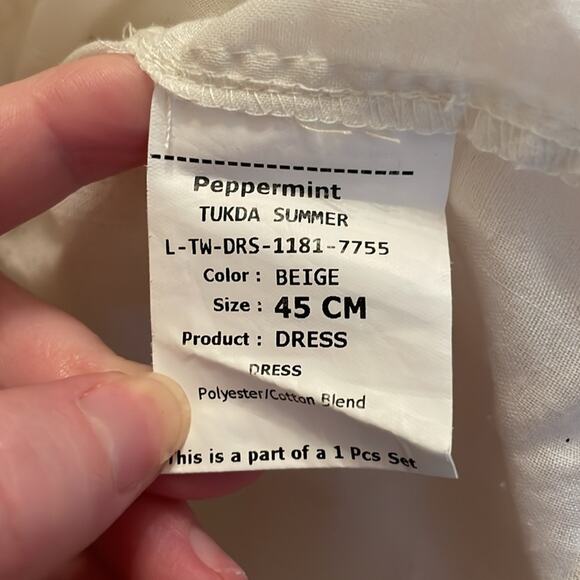 Peppermint
TUKDA SUMMER
L-TW-DRS-1181-7755
Color : BEIGE
Size : 45 CM
Product : DRESS
DRESS
Polyester/Cotton Blend
This is a part of a 1 Pcs Set